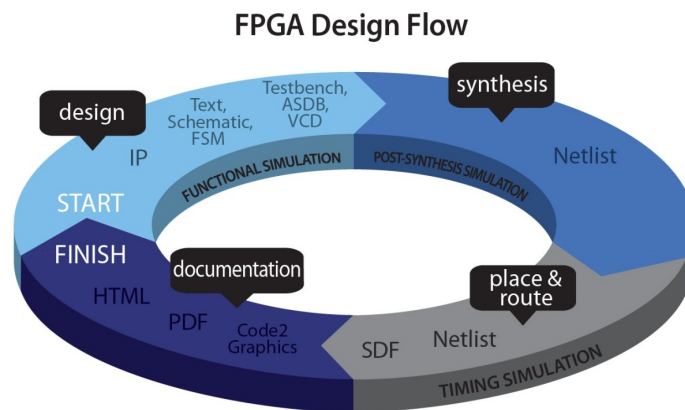 FPGA Design Flow
design
IP
Text,
Schematic,
FSM
Testbench,
ASDB,
VCD
synthesis
Netlist
FUNCTIONAL SIMULATION
POST-SYNTHESIS SIMULATION
START
FINISH
documentation
HTML
PDF
Code2
Graphics
place &
route
SDF
Netlist
TIMING SIMULATION